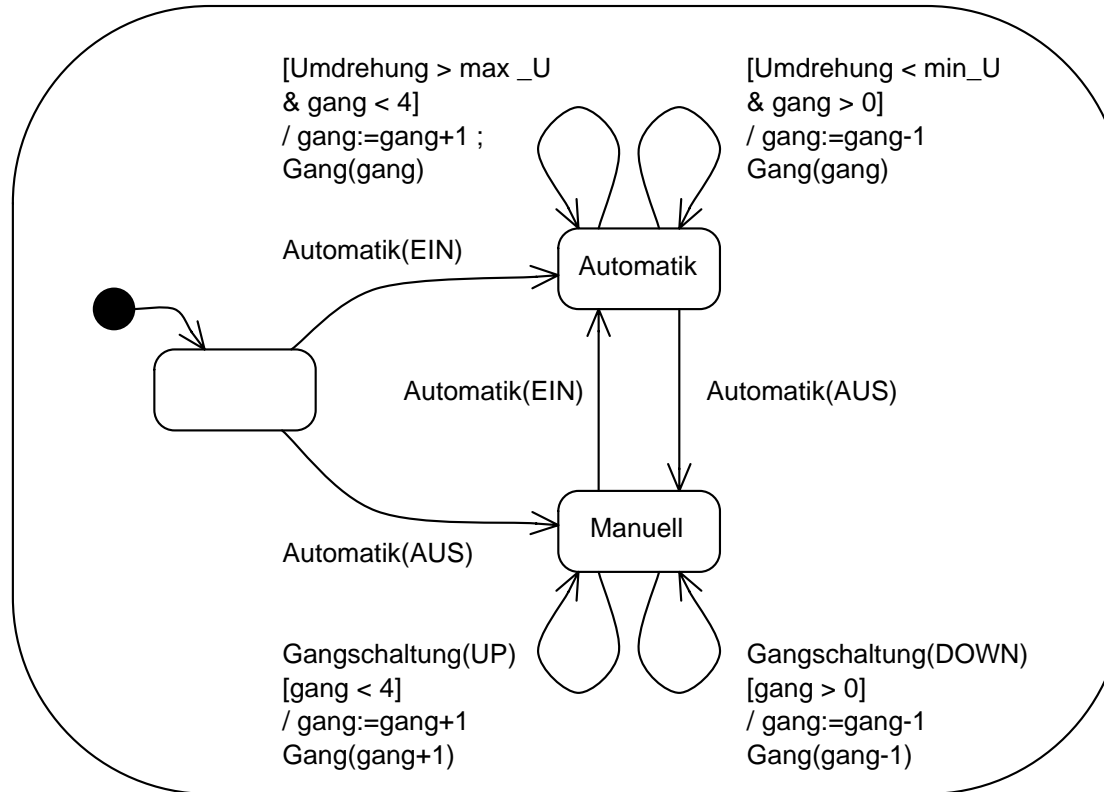 [Umdrehung > max _U
& gang < 4]
/ gang:=gang+1 ;
Gang(gang)
[Umdrehung < min_U
& gang > 0]
/ gang:=gang-1
Gang(gang)
Automatik(EIN)
Automatik
Automatik(EIN)
Automatik(AUS)
Manuell
Automatik(AUS)
Gangschaltung(UP)
[gang < 4]
/ gang:=gang+1
Gang(gang+1)
Gangschaltung(DOWN)
[gang > 0]
/ gang:=gang-1
Gang(gang-1)